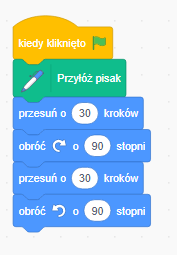 kiedy kliknięto
Przyłóż pisak
przesuń o 30 kroków
obróć o 90 stopni
przesuń o 30 kroków
obróć o 90 stopni